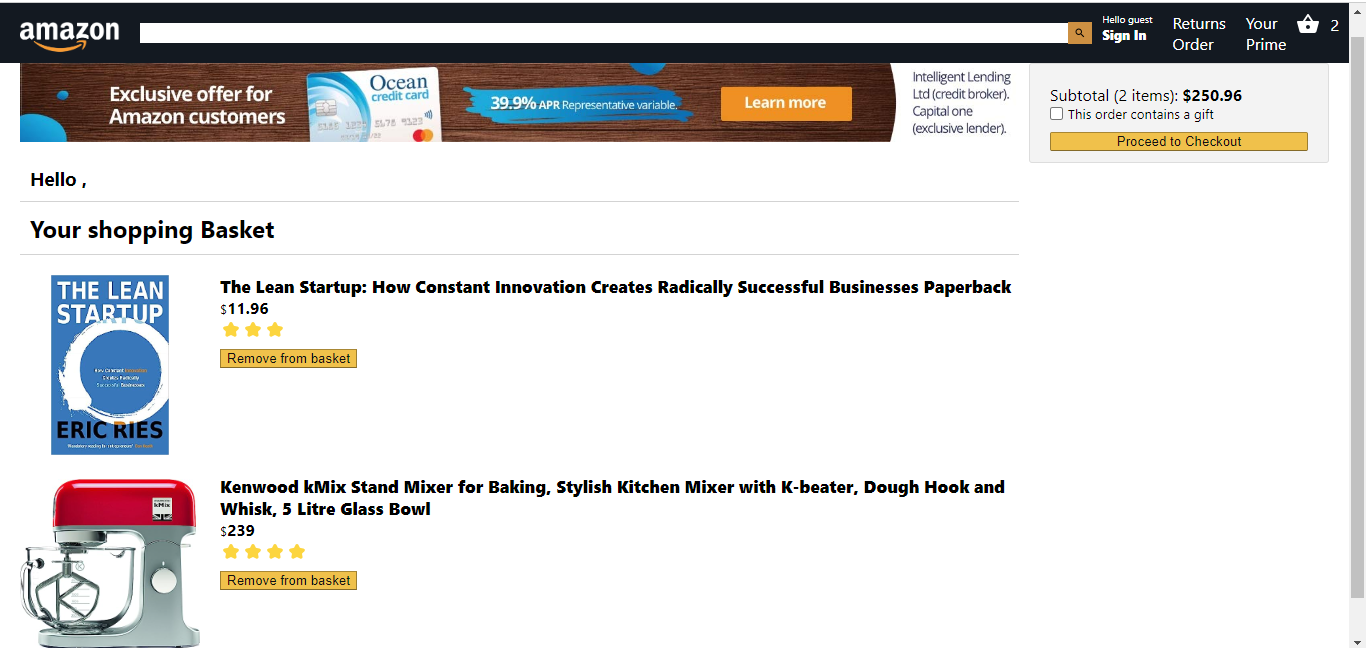 amazon
Hello guest
Sign In
Returns
Order
Your
Prime
2
Exclusive offer for
Amazon customers
Ocean
credit card
39.9% APR Representative variable.
Learn more
Intelligent Lending
Ltd (credit broker).
Capital one
(exclusive lender).
Subtotal (2 items): $250.96
This order contains a gift
Proceed to Checkout
Hello ,
Your shopping Basket
THE LEAN
STARTUP
How Constant Innovation
Creates Radically
Successful Businesses
ERIC RIES
The Lean Startup: How Constant Innovation Creates Radically Successful Businesses Paperback
$11.96
Remove from basket
kMix
Kenwood kMix Stand Mixer for Baking, Stylish Kitchen Mixer with K-beater, Dough Hook and
Whisk, 5 Litre Glass Bowl
$239
Remove from basket